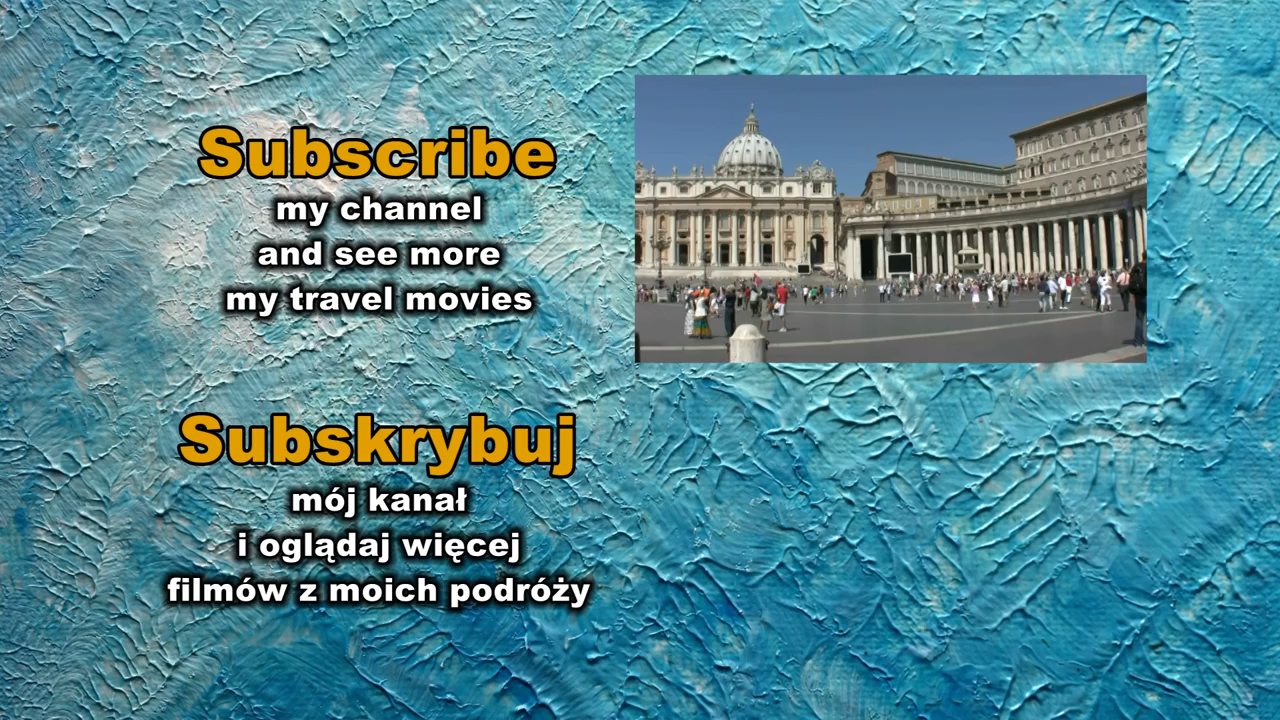 Subscribe
my channel
and see more
my travel movies
Subskrybuj
mój kanał
i oglądaj więcej
filmów z moich podróży